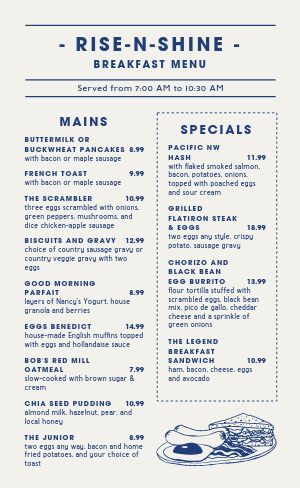 - RISE-N-SHINE -
BREAKFAST MENU
Served from 7:00 AM to 10:30 AM
MAINS
BUTTERMILK OR
BUCKWHEAT PANCAKES 8.99
with bacon or maple sausage
FRENCH TOAST 9.99
with bacon or maple sausage
THE SCRAMBLER 10.99
three eggs scrambled with onions,
green peppers, mushrooms, and
dice chicken-apple sausage
BISCUITS AND GRAVY 12.99
choice of country sausage gravy or
country veggie gravy with two
eggs
GOOD MORNING
PARFAIT 8.99
layers of Nancy's Yogurt, house
granola and berries
EGGS BENEDICT 14.99
house-made English muffins topped
with eggs and hollandaise sauce
BOB'S RED MILL
OATMEAL 7.99
slow-cooked with brown sugar &
cream
CHIA SEED PUDDING 10.99
almond milk, hazelnut, pear, and
local honey
THE JUNIOR 8.99
two eggs any way, bacon and home
fried potatoes, and your choice of
toast
SPECIALS
PACIFIC NW
HASH 11.99
with flaked smoked salmon,
bacon, potatoes, onions,
topped with poached eggs
and sour cream
GRILLED
FLATIRON STEAK
& EGGS 18.99
two eggs any style, crispy
potato, sausage gravy
CHORIZO AND
BLACK BEAN
EGG BURRITO 13.99
flour tortilla stuffed with
scrambled eggs, black bean
mix, pico de gallo, cheddar
cheese and a sprinkle of
green onions
THE LEGEND
BREAKFAST
SANDWICH 10.99
ham, bacon, cheese, eggs
and avocado